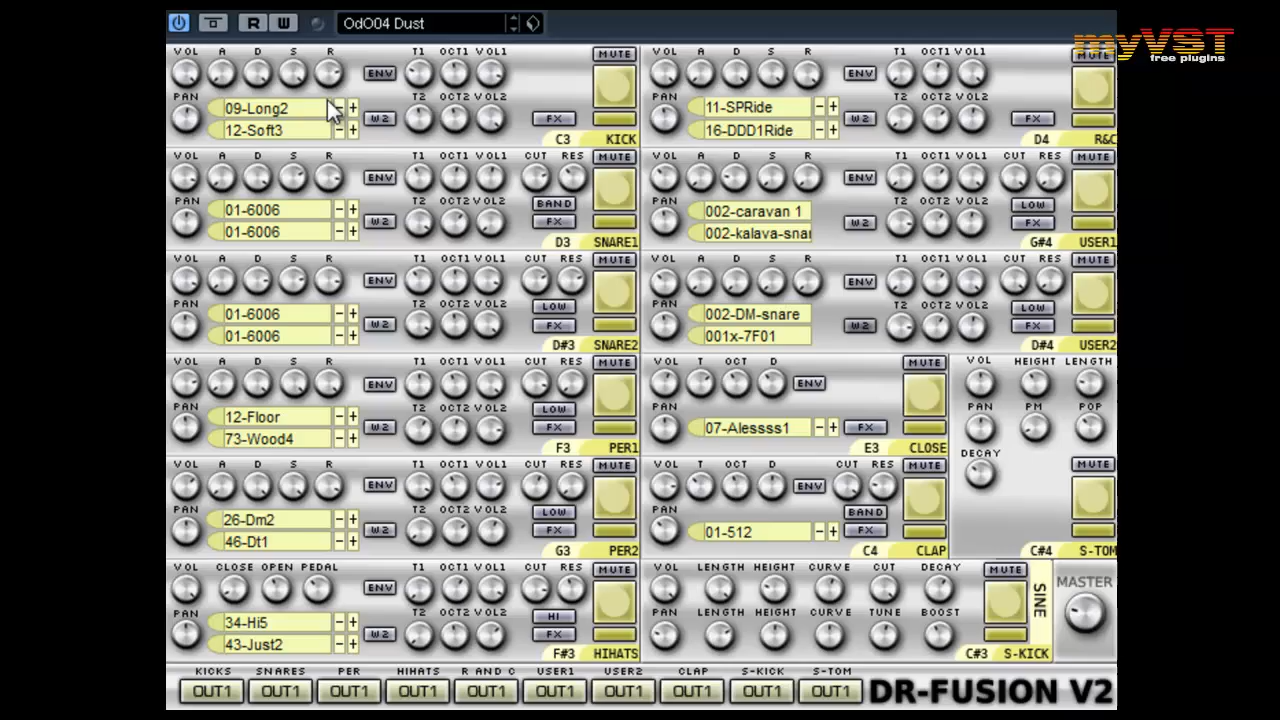 R W OdO04 Dust
myVST
free plugins
VOL A D S R T1 OCT1 VOL1 MUTE
ENV
PAN T2 OCT2 VOL2
09-Long2 - +
12-Soft3 - + W2 FX
C3 KICK
VOL A D S R T1 OCT1 VOL1 MUTE
ENV
PAN T2 OCT2 VOL2
11-SPRide - +
16-DDD1Ride - + W2 FX
D4 R&C
VOL A D S R T1 OCT1 VOL1 CUT RES MUTE
ENV
PAN T2 OCT2 VOL2 BAND
01-6006 - +
01-6006 - + W2 FX
D3 SNARE1
VOL A D S R T1 OCT1 VOL1 CUT RES MUTE
ENV
PAN T2 OCT2 VOL2 LOW
002-caravan 1
002-kalava-snar W2 FX
G#4 USER1
VOL A D S R T1 OCT1 VOL1 CUT RES MUTE
ENV
PAN T2 OCT2 VOL2 LOW
01-6006 - +
01-6006 - + W2 FX
D#3 SNARE2
VOL A D S R T1 OCT1 VOL1 CUT RES MUTE
ENV
PAN T2 OCT2 VOL2 LOW
002-DM-snare
001x-7F01 W2 FX
D#4 USER2
VOL A D S R T1 OCT1 VOL1 CUT RES MUTE
ENV
PAN T2 OCT2 VOL2 LOW
12-Floor - +
73-Wood4 - + W2 FX
F3 PER1
VOL T OCT D MUTE
ENV
PAN
07-Alessss1 - + FX
E3 CLOSE
VOL HEIGHT LENGTH
PAN PM POP
DECAY MUTE
C#4 S-TOM
VOL A D S R T1 OCT1 VOL1 CUT RES MUTE
ENV
PAN T2 OCT2 VOL2 LOW
26-Dm2 - +
46-Dt1 - + W2 FX
G3 PER2
VOL T OCT D CUT RES MUTE
ENV
PAN BAND
01-512 - + FX
C4 CLAP
VOL CLOSE OPEN PEDAL T1 OCT1 VOL1 CUT RES MUTE
ENV
PAN T2 OCT2 VOL2 HI
34-Hi5 - +
43-Just2 - + W2 FX
F#3 HIHATS
VOL LENGTH HEIGHT CURVE CUT DECAY MUTE
PAN LENGTH HEIGHT CURVE TUNE BOOST
SINE
C#3 S-KICK
MASTER
KICKS SNARES PER HIHATS R AND C USER1 USER2 CLAP S-KICK S-TOM
OUT1 OUT1 OUT1 OUT1 OUT1 OUT1 OUT1 OUT1 OUT1 OUT1
DR-FUSION V2